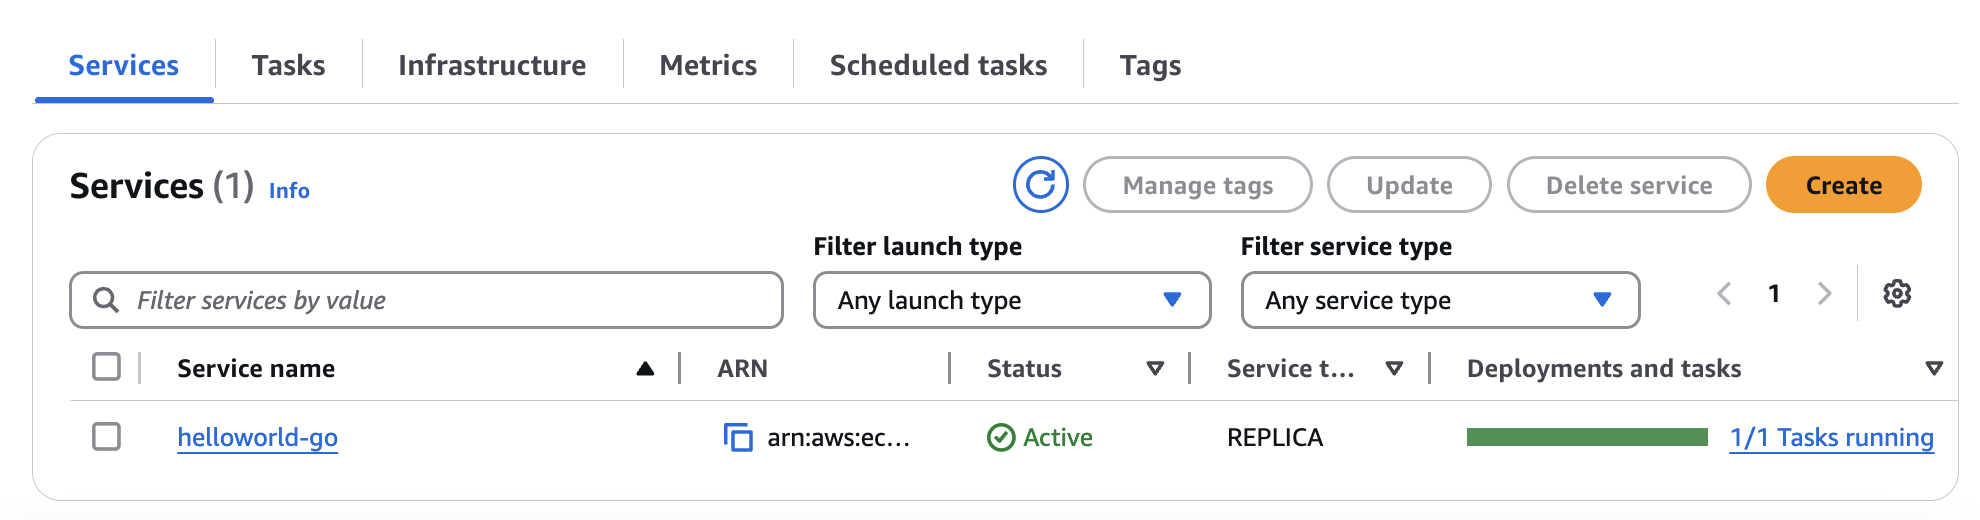 Services Tasks Infrastructure Metrics Scheduled tasks Tags
Services (1) Info Manage tags Update Delete service Create
Filter launch type Filter service type
Filter services by value Any launch type Any service type 1
Service name ARN Status Service t... Deployments and tasks
helloworld-go arn:aws:ec... Active REPLICA 1/1 Tasks running